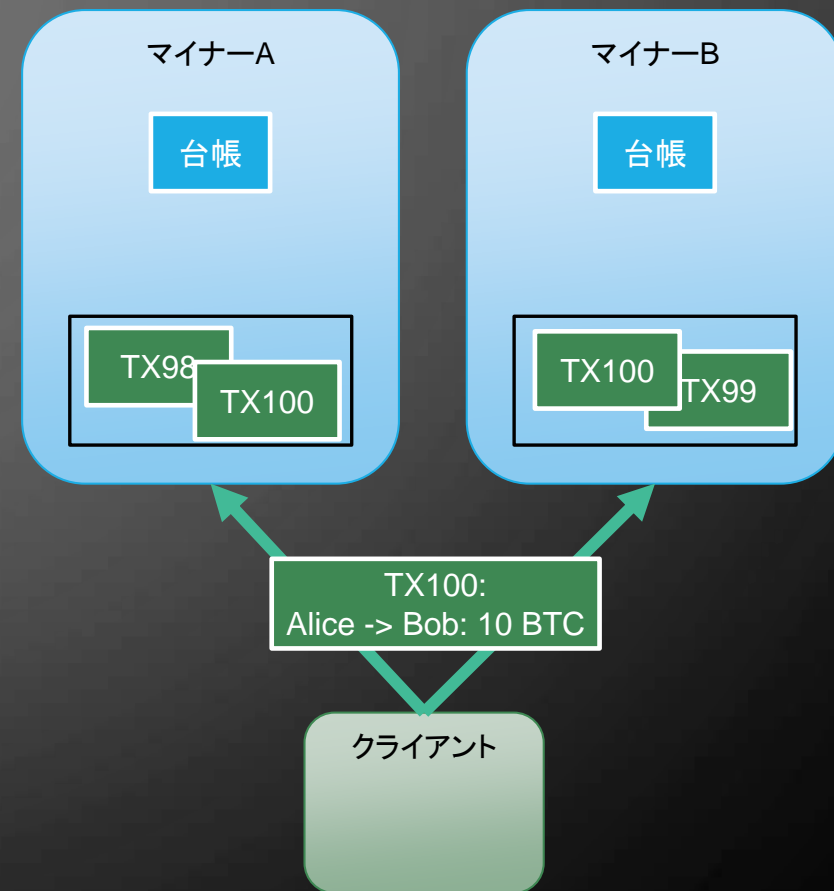 マイナーA
台帳
TX98
TX100
マイナーB
台帳
TX100
TX99
TX100:
Alice -> Bob: 10 BTC
クライアント